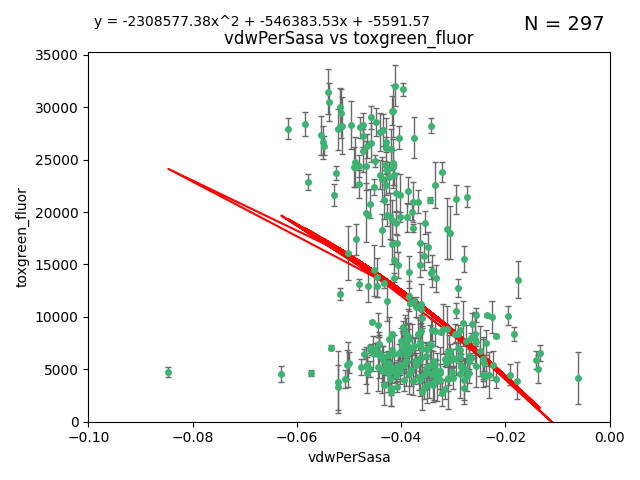 y = -2308577.38x^2 + -546383.53x + -5591.57
N = 297
vdwPerSasa vs toxgreen_fluor
toxgreen_fluor
35000
30000
25000
20000
15000
10000
5000
0
−0.10
−0.08
−0.06
−0.04
−0.02
0.00
vdwPerSasa